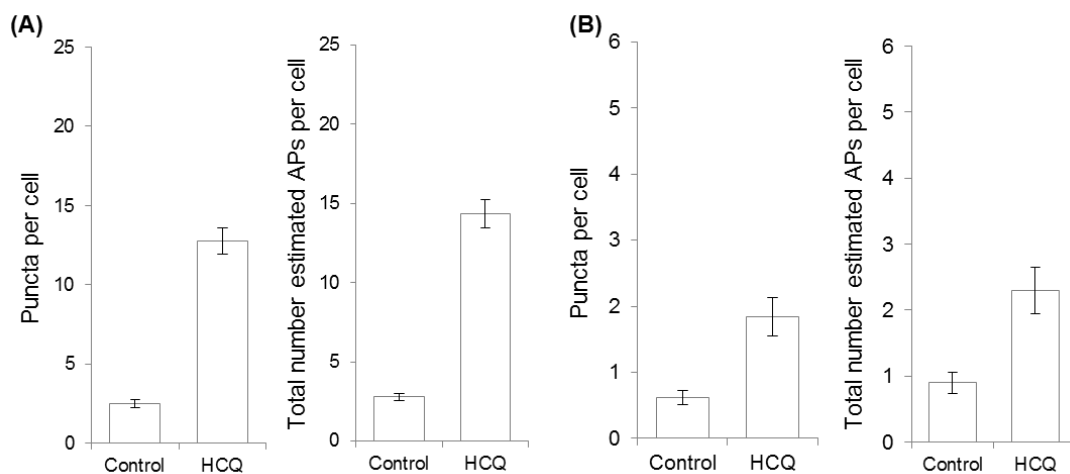 (A)
Puncta per cell
25
20
15
10
5
0
Control HCQ
Total number estimated APs per cell
25
20
15
10
5
0
Control HCQ
(B)
Puncta per cell
6
5
4
3
2
1
0
Control HCQ
Total number estimated APs per cell
6
5
4
3
2
1
0
Control HCQ